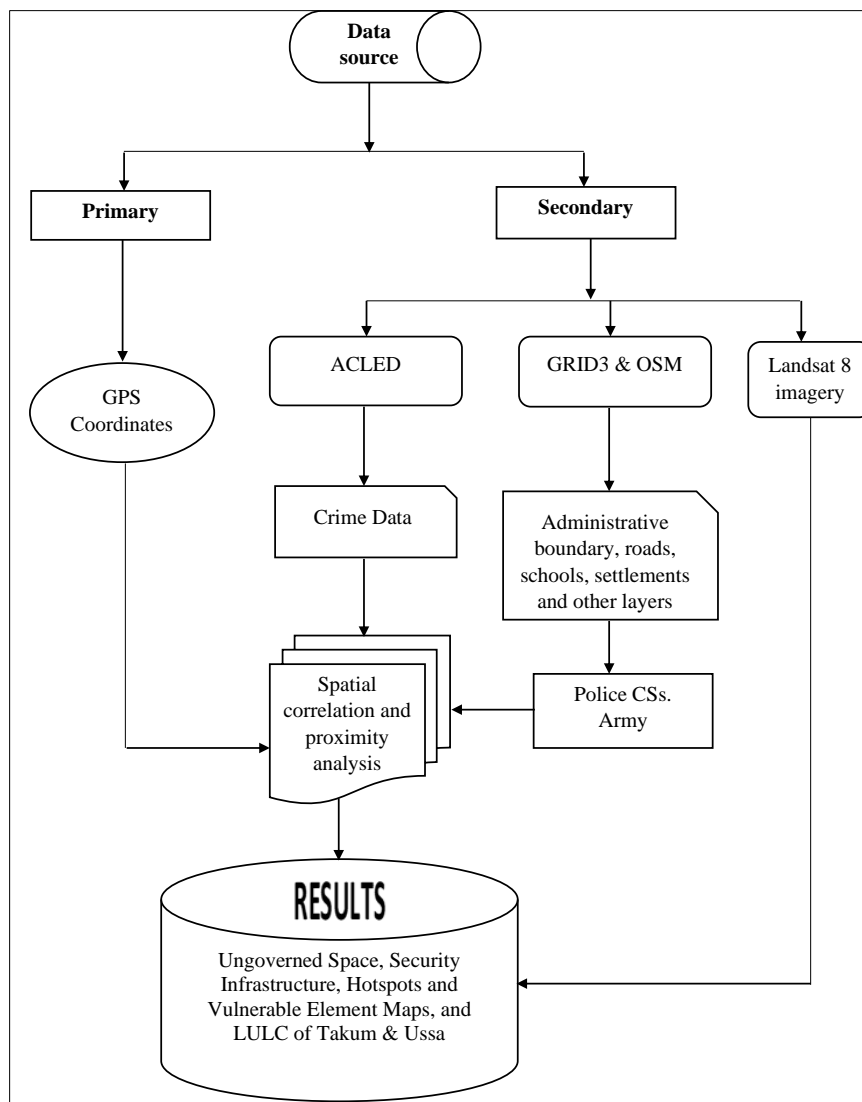 Data
source
Primary
Secondary
ACLED
GRID3 & OSM
Landsat 8
imagery
GPS
Coordinates
Crime Data
Administrative
boundary, roads,
schools, settlements
and other layers
Spatial
correlation and
proximity
analysis
Police CSs.
Army
RESULTS
Ungoverned Space, Security
Infrastructure, Hotspots and
Vulnerable Element Maps, and
LULC of Takum & Ussa